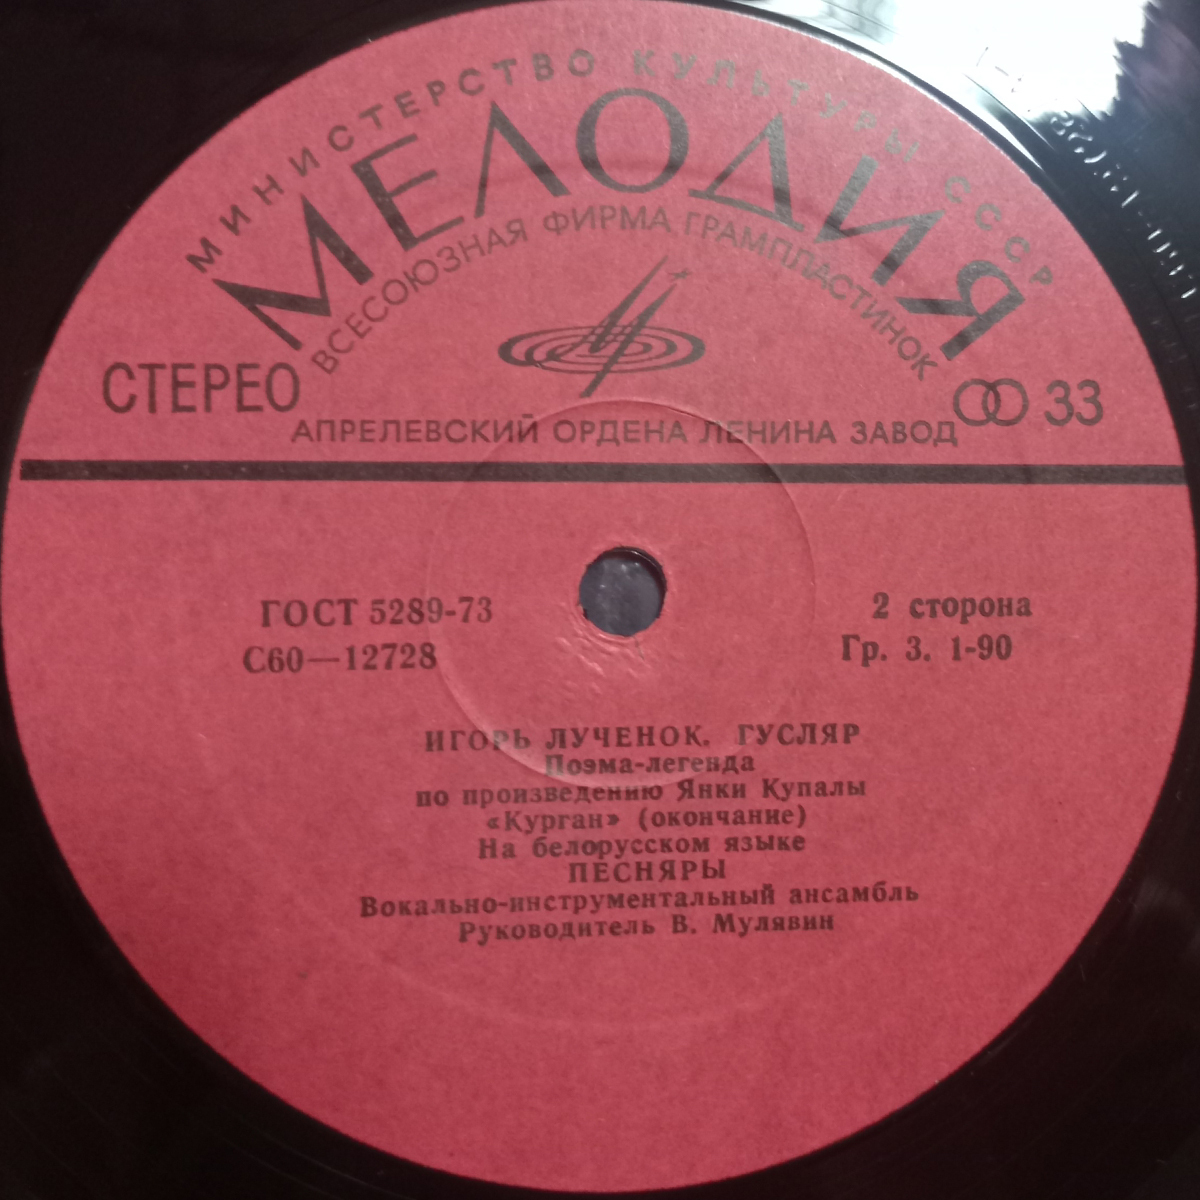 МИНИСТЕРСТВО КУЛЬТУРЫ СССР
МЕЛОДИЯ
ВСЕСОЮЗНАЯ ФИРМА ГРАМПЛАСТИНОК
СТЕРЕО
33
АПРЕЛЕВСКИЙ ОРДЕНА ЛЕНИНА ЗАВОД
ГОСТ 5289-73
2 сторона
С60—12728
Гр. 3. 1-90
ИГОРЬ ЛУЧЕНОК. ГУСЛЯР
Поэма-легенда
по произведению Янки Купалы
«Курган» (окончание)
На белорусском языке
ПЕСНЯРЫ
Вокально-инструментальный ансамбль
Руководитель В. Мулявин